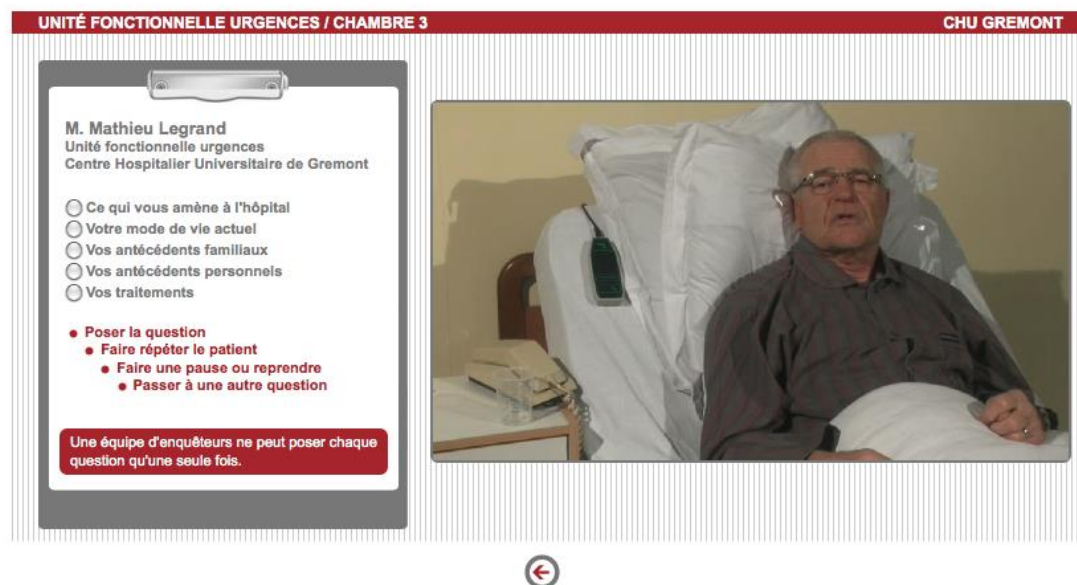 UNITÉ FONCTIONNELLE URGENCES / CHAMBRE 3
CHU GREMONT
M. Mathieu Legrand
Unité fonctionnelle urgences
Centre Hospitalier Universitaire de Gremont
Ce qui vous amène à l'hôpital
Votre mode de vie actuel
Vos antécédents familiaux
Vos antécédents personnels
Vos traitements
Poser la question
Faire répéter le patient
Faire une pause ou reprendre
Passer à une autre question
Une équipe d'enquêteurs ne peut poser chaque
question qu'une seule fois.